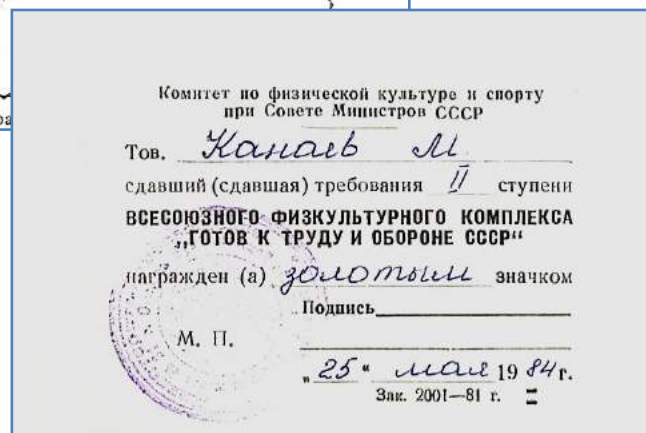 Комитет по физической культуре и спорту
при Совете Министров СССР
Тов. Канаев М
сдавший (сдавшая) требования II ступени
ВСЕСОЮЗНОГО ФИЗКУЛЬТУРНОГО КОМПЛЕКСА
„ГОТОВ К ТРУДУ И ОБОРОНЕ СССР“
награжден (а) золотым значком
Подпись
М. П.
„25“ мая 1984 г.
Зак. 2001—81 г.